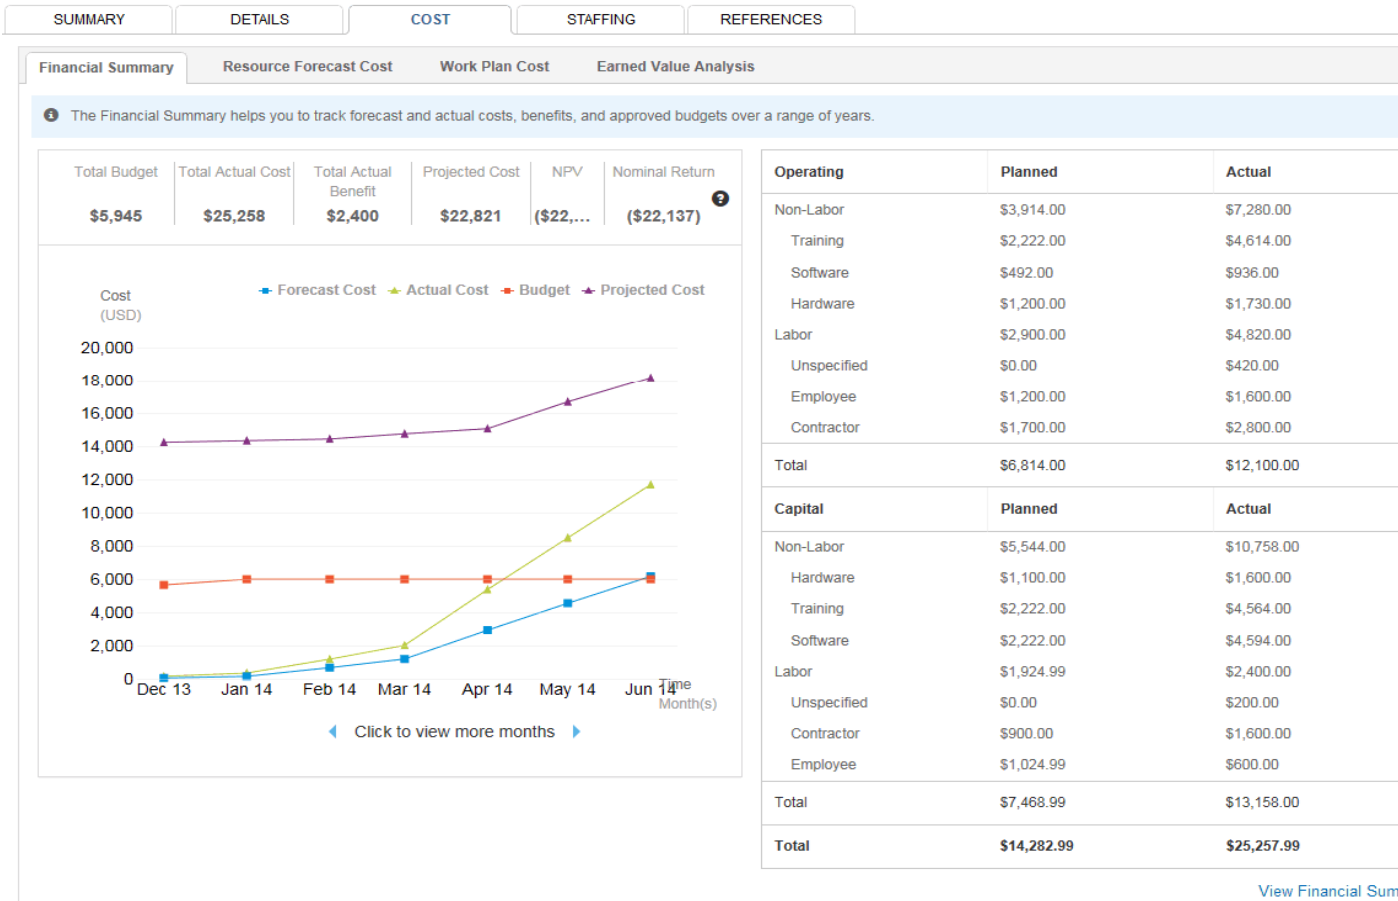 SUMMARY DETAILS COST STAFFING REFERENCES
Financial Summary Resource Forecast Cost Work Plan Cost Earned Value Analysis
The Financial Summary helps you to track forecast and actual costs, benefits, and approved budgets over a range of years.
Total Budget Total Actual Cost Total Actual Benefit Projected Cost NPV Nominal Return
$5,945 $25,258 $2,400 $22,821 ($22,... ($22,137)
?
Cost
(USD)
Forecast Cost Actual Cost Budget Projected Cost
20,000
18,000
16,000
14,000
12,000
10,000
8,000
6,000
4,000
2,000
0
Dec 13 Jan 14 Feb 14 Mar 14 Apr 14 May 14 Jun 14
Time
Month(s)
Click to view more months
Operating Planned Actual
Non-Labor $3,914.00 $7,280.00
Training $2,222.00 $4,614.00
Software $492.00 $936.00
Hardware $1,200.00 $1,730.00
Labor $2,900.00 $4,820.00
Unspecified $0.00 $420.00
Employee $1,200.00 $1,600.00
Contractor $1,700.00 $2,800.00
Total $6,814.00 $12,100.00
Capital Planned Actual
Non-Labor $5,544.00 $10,758.00
Hardware $1,100.00 $1,600.00
Training $2,222.00 $4,564.00
Software $2,222.00 $4,594.00
Labor $1,924.99 $2,400.00
Unspecified $0.00 $200.00
Contractor $900.00 $1,600.00
Employee $1,024.99 $600.00
Total $7,468.99 $13,158.00
Total $14,282.99 $25,257.99
View Financial Sum